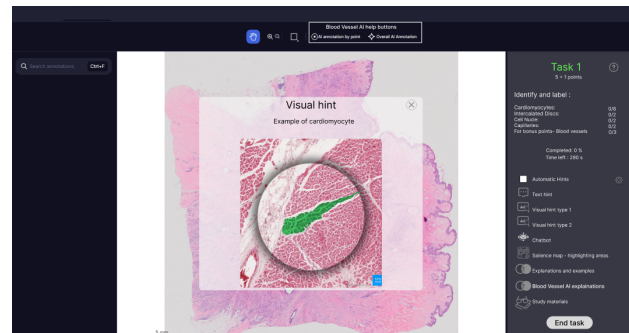 Blood Vessel AI help buttons
AI annotation by point
Overall AI Annotation
Search annotations
Ctrl+F
Visual hint
Example of cardiomyocyte
Task 1
5 + 1 points
Identify and label :
Cardiomyocytes: 0/8
Intercalated Discs: 0/2
Cell Nuclei: 0/2
Capillaries: 0/2
For bonus points- Blood vessels 0/3
Completed: 0 %
Time left : 280 s
Automatic Hints
Text hint
Visual hint type 1
Visual hint type 2
Chatbot
Salience map - highlighting areas
Explanations and examples
Blood Vessel AI explainations
Study materials
End task